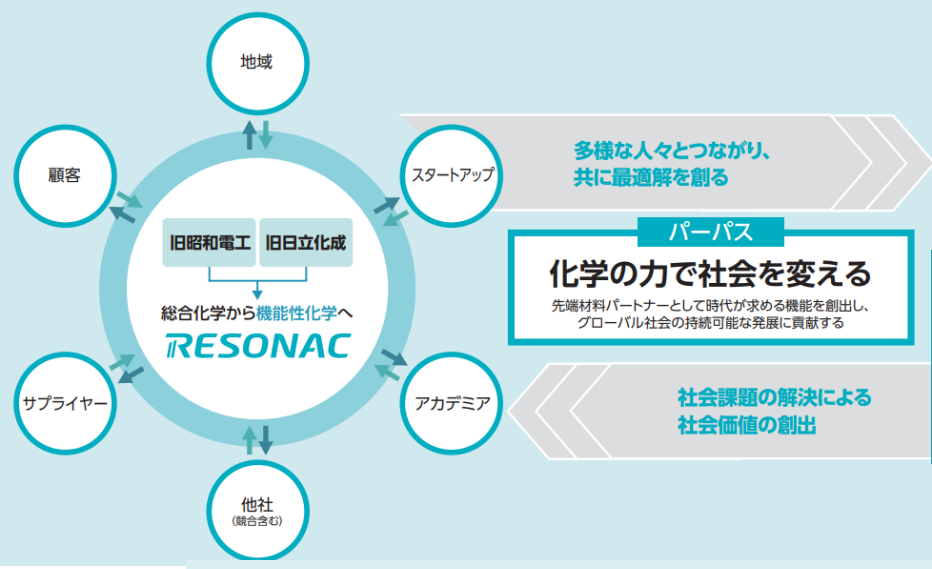 地域
顧客
スタートアップ
多様な人々とつながり、
共に最適解を創る
旧昭和電工
旧日立化成
総合化学から機能性化学へ
RESONAC
パーパス
化学の力で社会を変える
先端材料パートナーとして時代が求める機能を創出し、
グローバル社会の持続可能な発展に貢献する
サプライヤー
アカデミア
社会課題の解決による
社会価値の創出
他社
(競合含む)